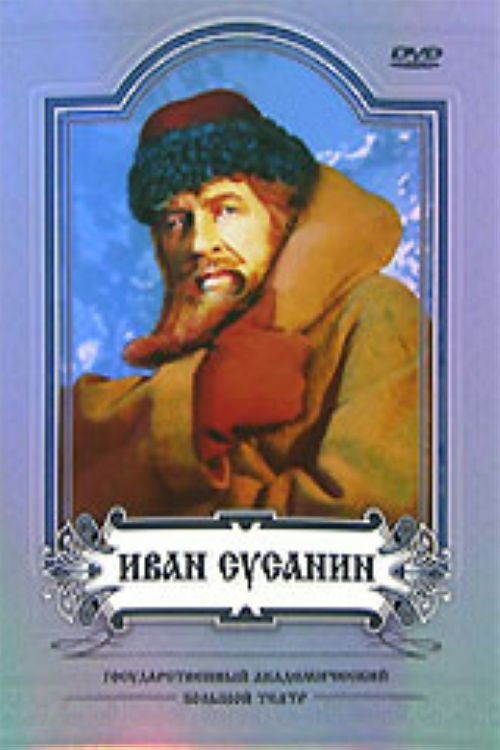 DVD
ИВАН СУСАНИН
ГОСУДАРСТВЕННЫЙ АКАДЕМИЧЕСКИЙ
БОЛЬШОЙ ТЕАТР